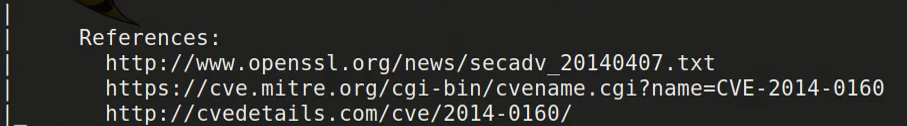 |
|     References:
|       http://www.openssl.org/news/secadv_20140407.txt
|       https://cve.mitre.org/cgi-bin/cvename.cgi?name=CVE-2014-0160
|_      http://cvedetails.com/cve/2014-0160/